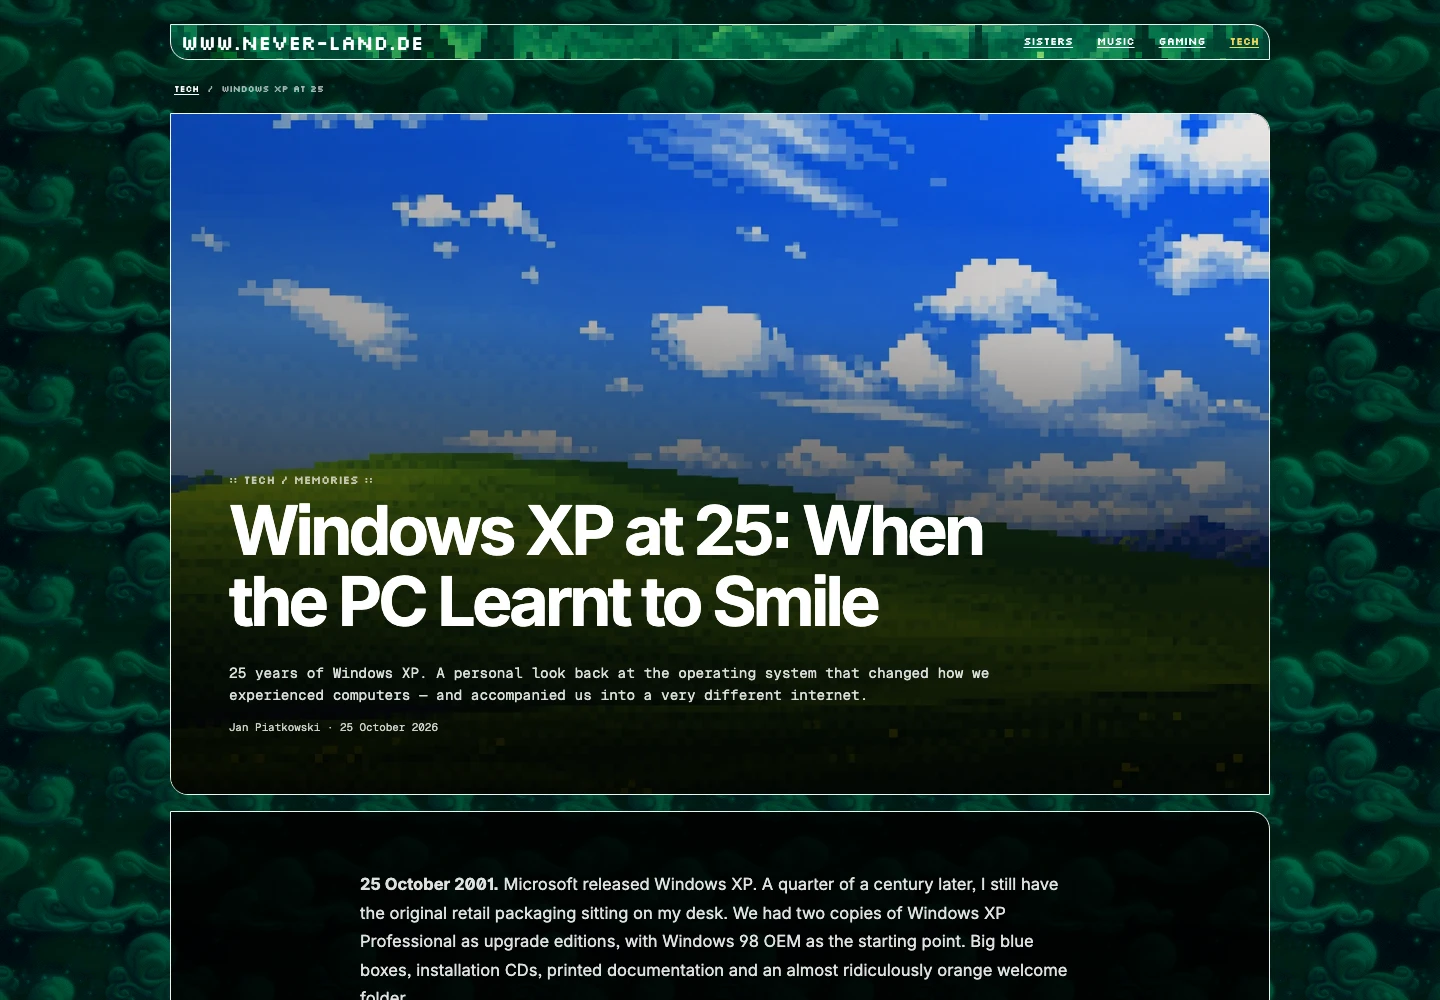 WWW.NEVER-LAND.DE
SISTERS MUSIC GAMING TECH
TECH / WINDOWS XP AT 25
:: TECH / MEMORIES ::
Windows XP at 25: When
the PC Learnt to Smile
25 years of Windows XP. A personal look back at the operating system that changed how we
experienced computers — and accompanied us into a very different internet.
Jan Piatkowski · 25 October 2026
25 October 2001. Microsoft released Windows XP. A quarter of a century later, I still have
the original retail packaging sitting on my desk. We had two copies of Windows XP
Professional as upgrade editions, with Windows 98 OEM as the starting point. Big blue
boxes, installation CDs, printed documentation and an almost ridiculously orange welcome
folder.